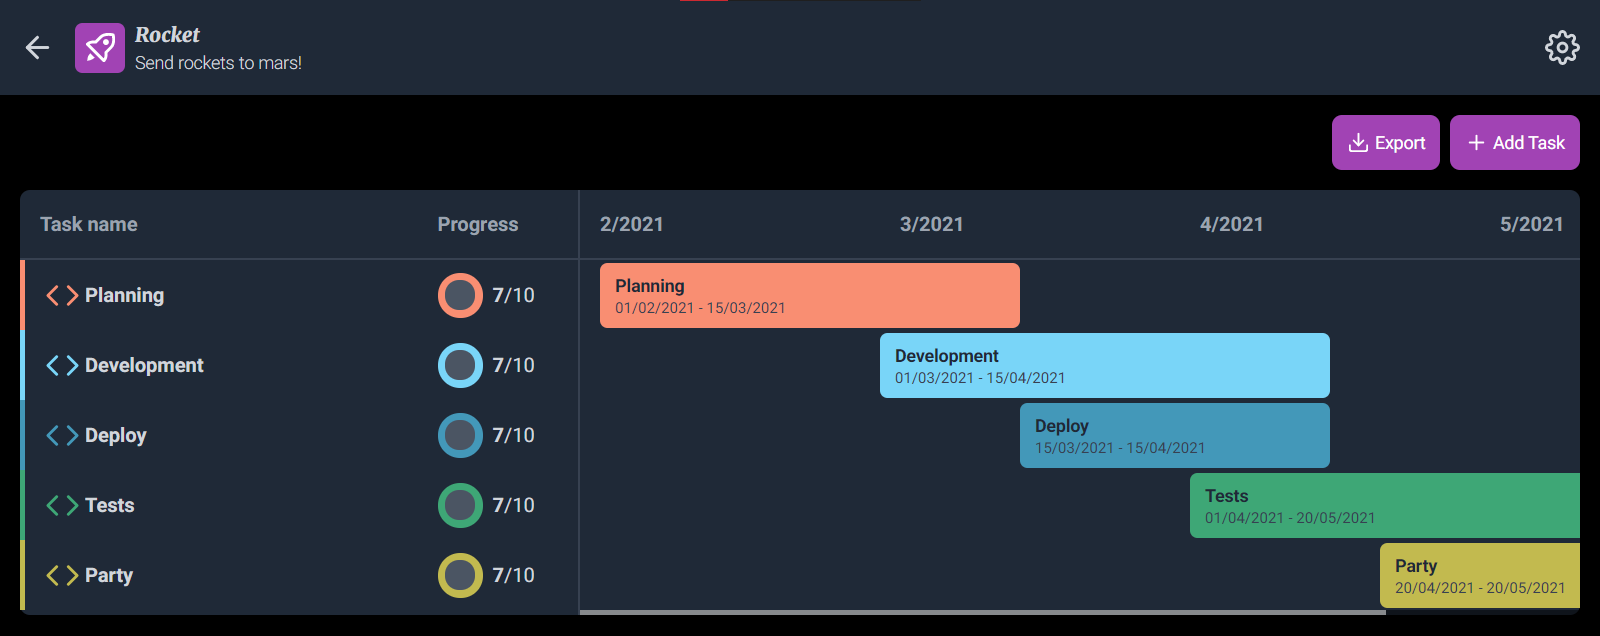 Rocket
Send rockets to mars!
Export
Add Task
Task name Progress 2/2021 3/2021 4/2021 5/2021
Planning 7/10
Planning
01/02/2021 - 15/03/2021
Development 7/10
Development
01/03/2021 - 15/04/2021
Deploy 7/10
Deploy
15/03/2021 - 15/04/2021
Tests 7/10
Tests
01/04/2021 - 20/05/2021
Party 7/10
Party
20/04/2021 - 20/05/2021